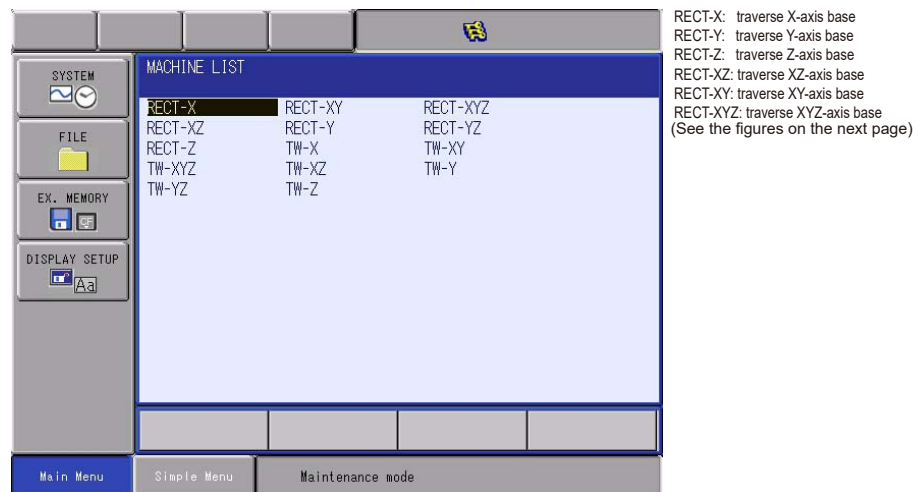 SYSTEM
FILE
EX. MEMORY
CF
DISPLAY SETUP
Aa
MACHINE LIST
RECT-X RECT-XY RECT-XYZ
RECT-XZ RECT-Y RECT-YZ
RECT-Z TW-X TW-XY
TW-XYZ TW-XZ TW-Y
TW-YZ TW-Z
Main Menu Simple Menu Maintenance mode
RECT-X: traverse X-axis base
RECT-Y: traverse Y-axis base
RECT-Z: traverse Z-axis base
RECT-XZ: traverse XZ-axis base
RECT-XY: traverse XY-axis base
RECT-XYZ: traverse XYZ-axis base
(See the figures on the next page)